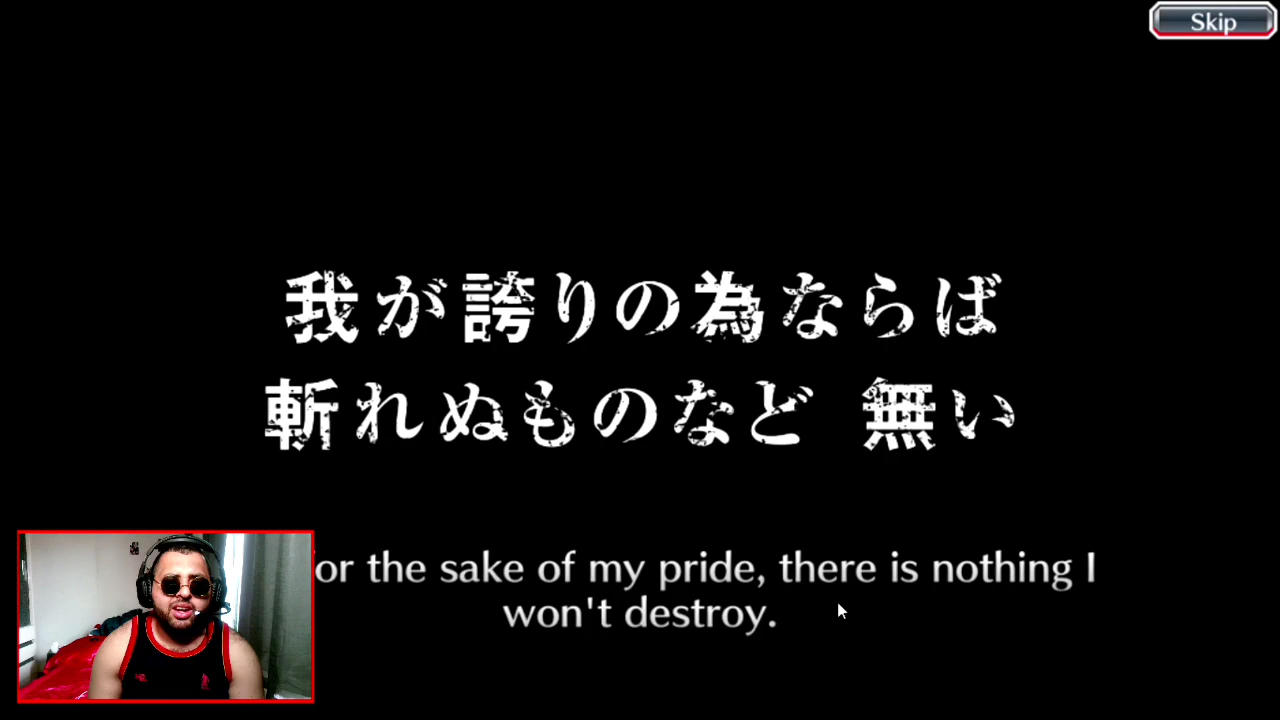 Skip
我が誇りの為ならば
斬れぬものなど 無い
or the sake of my pride, there is nothing I
won't destroy.